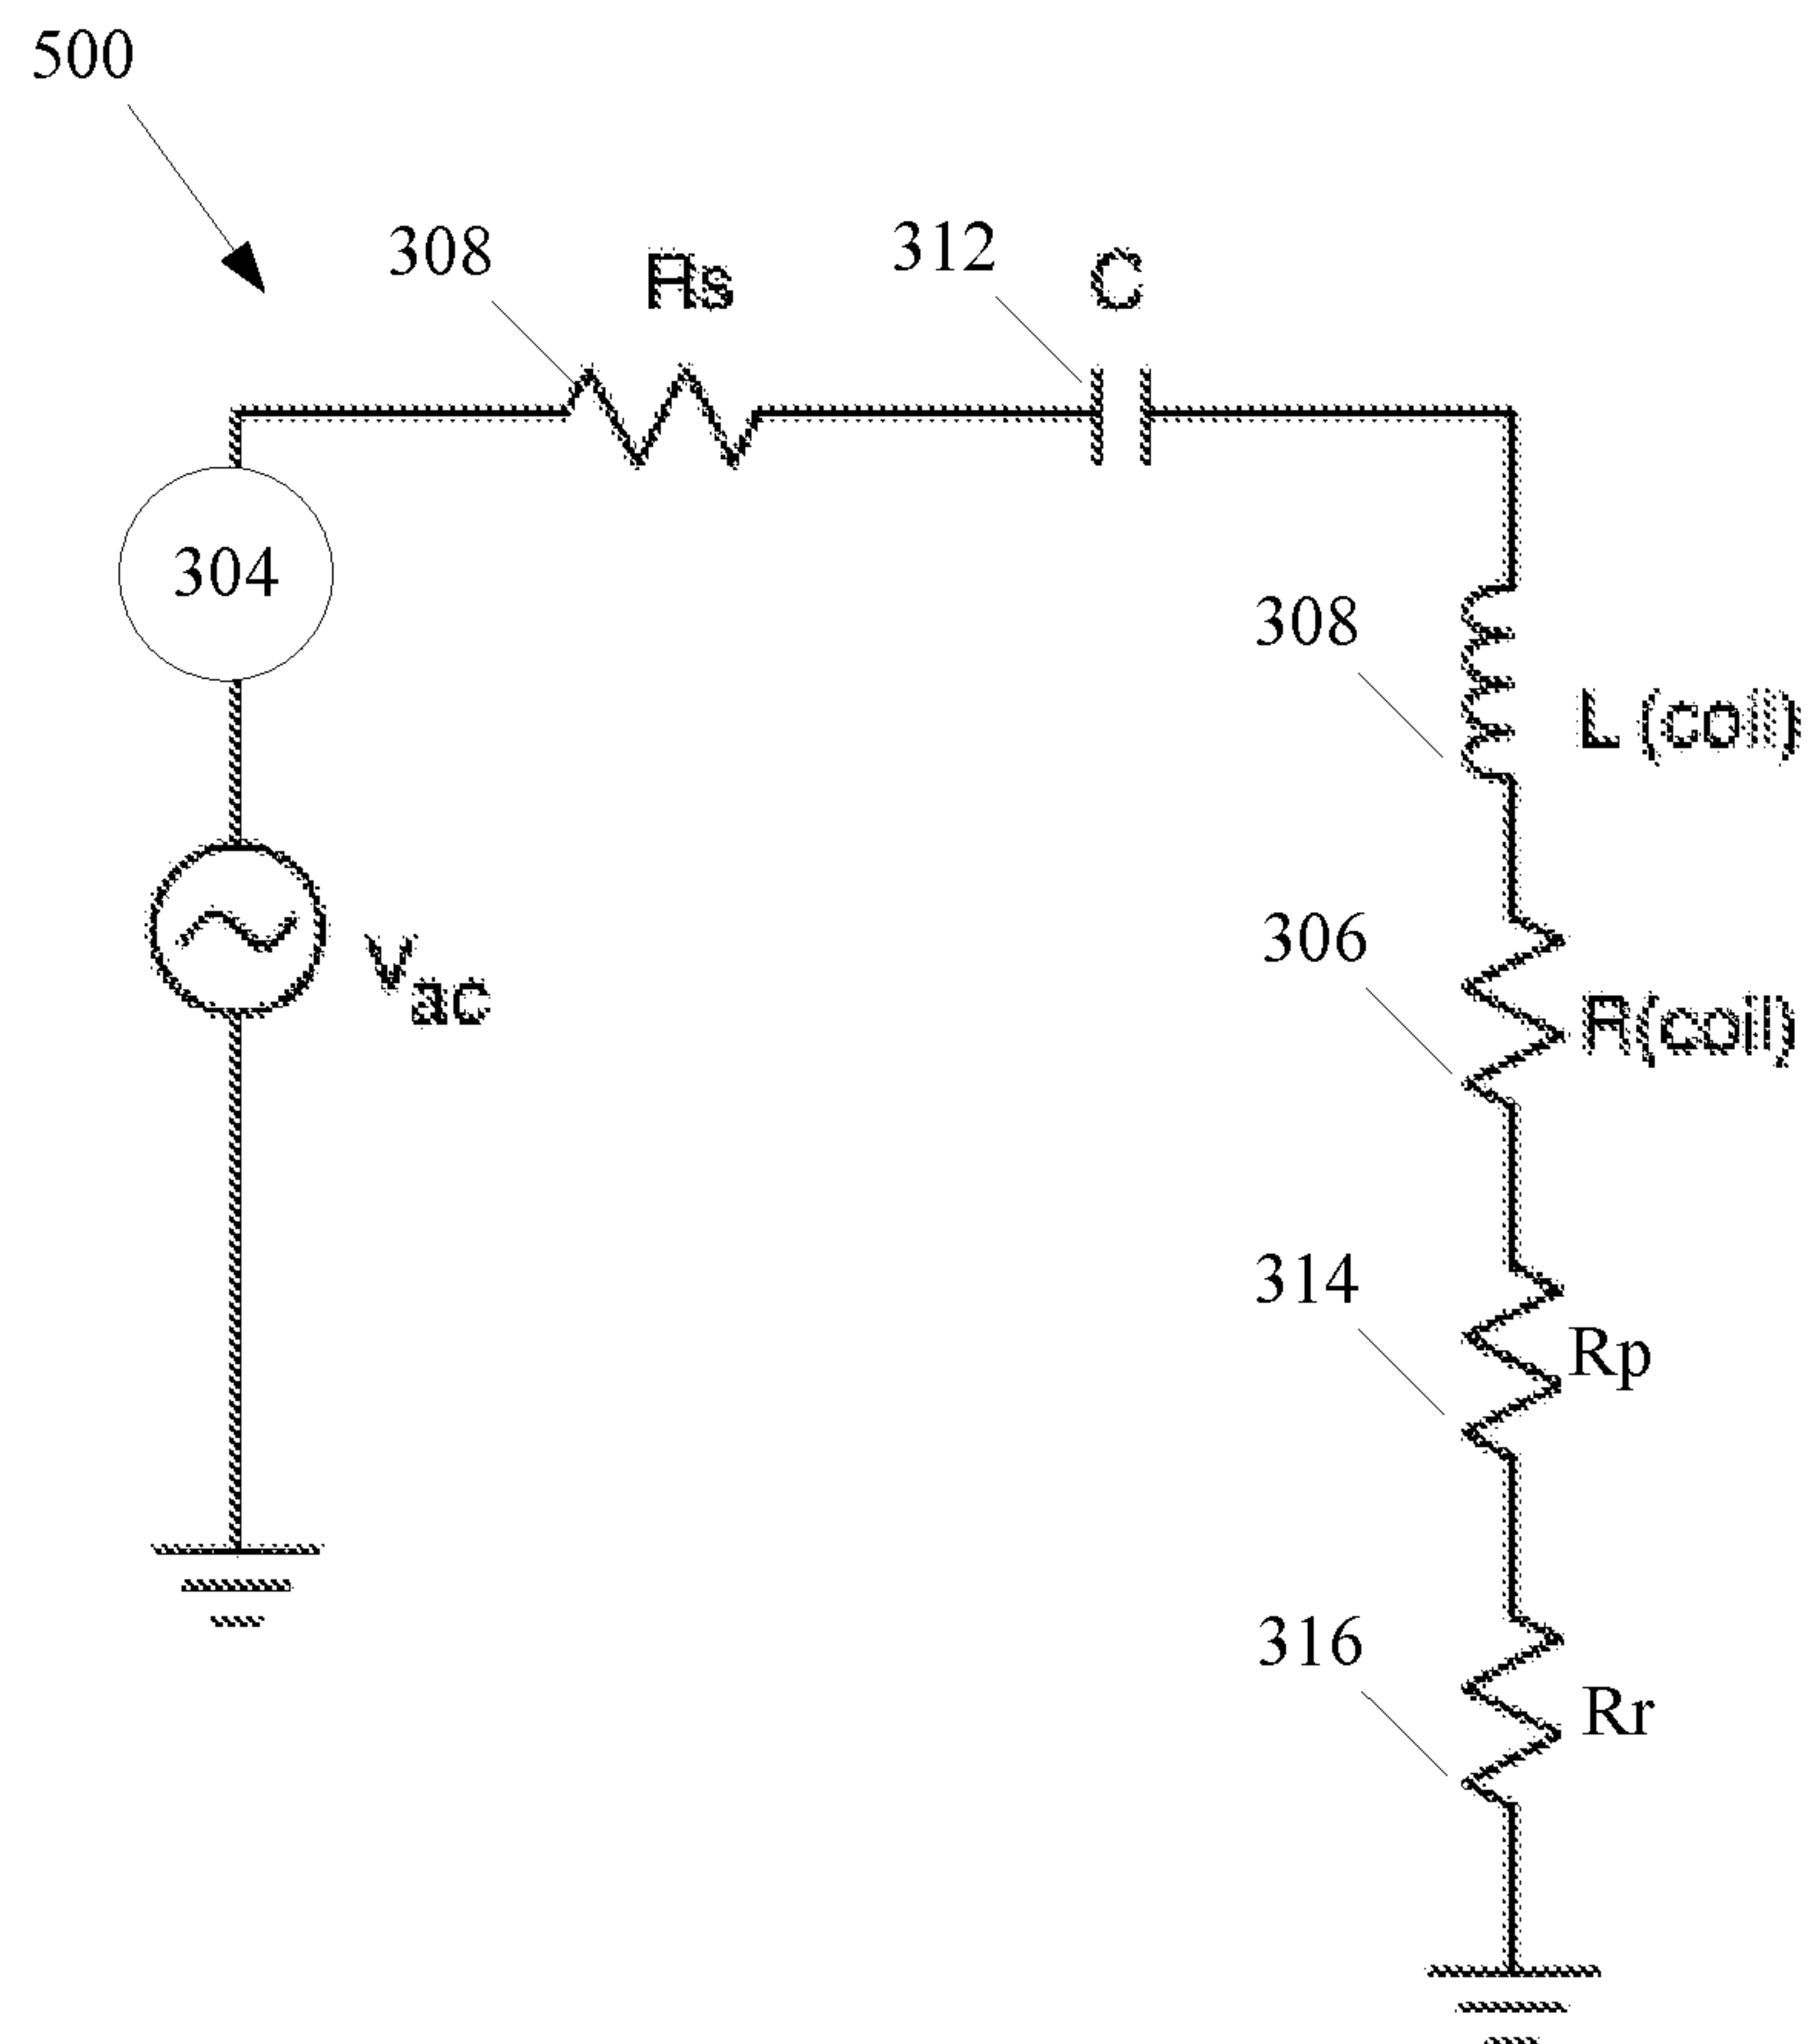 500
308
Rs
312
C
304
308
L (coil)
Vac
306
R(coil)
314
Rp
316
Rr